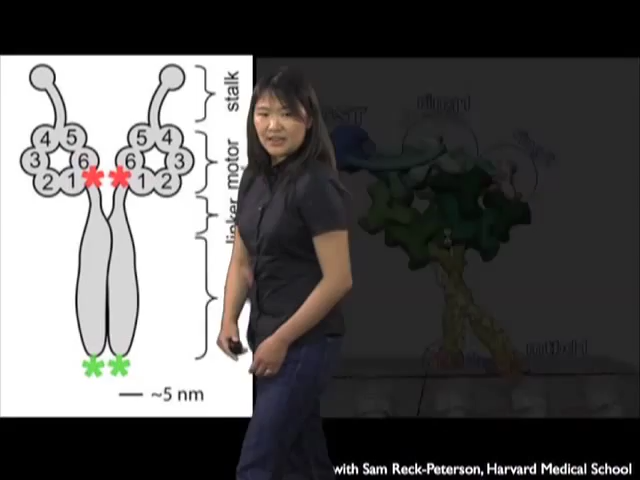 stalk
motor
linker
4 5
3 6
2 1
5 4
6 3
1 2
~5 nm
with Sam Reck-Peterson, Harvard Medical School